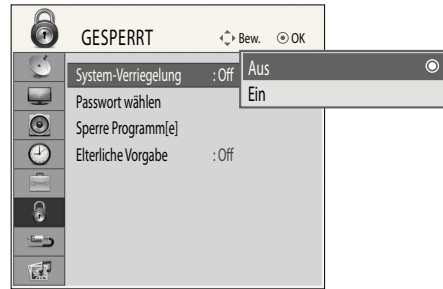 GESPERRT
Bew. OK
System-Verriegelung : Off
Aus
Ein
Passwort wählen
Sperre Programm[e]
Elterliche Vorgabe : Off